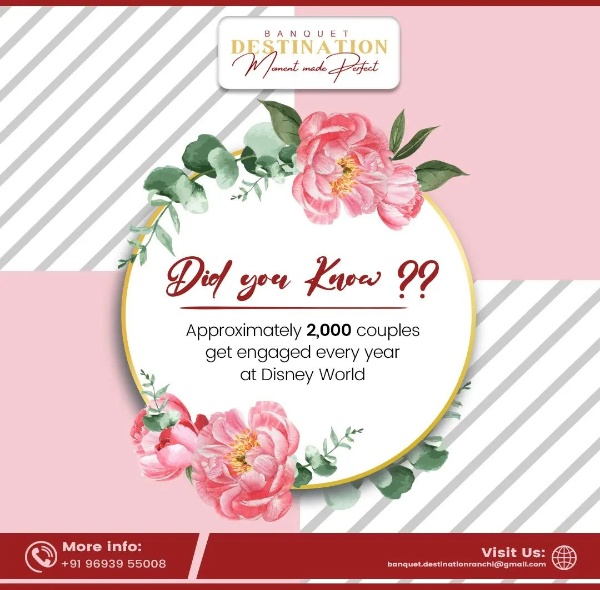 BANQUET
DESTINATION
Moment made Perfect
Did you Know ??
Approximately 2,000 couples
get engaged every year
at Disney World
More info:
+91 96939 55008
Visit Us:
banquet.destinationranchi@gmail.com